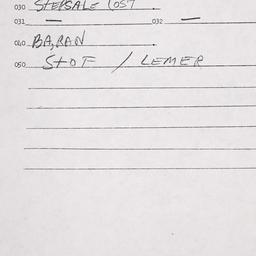 030 STEPSALE COST .
031 — 032 —
040 BA,RAN .
050 STOF / LEMER